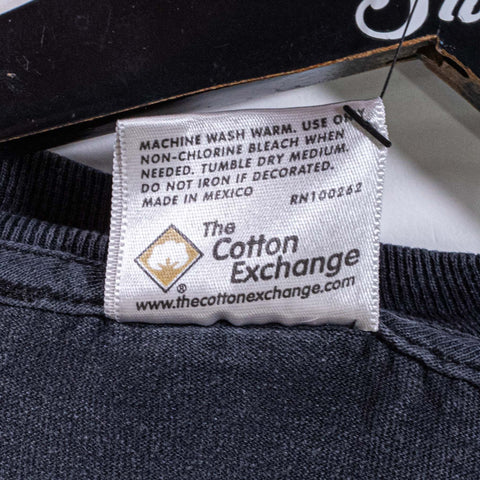 MACHINE WASH WARM. USE ONLY
NON-CHLORINE BLEACH WHEN
NEEDED. TUMBLE DRY MEDIUM.
DO NOT IRON IF DECORATED.
MADE IN MEXICO RN100262
The
Cotton
Exchange
®
www.thecottonexchange.com